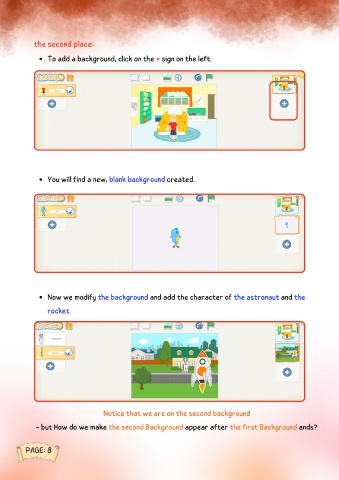 the second place:
• To add a background, click on the + sign on the left.
• You will find a new, blank background created.
• Now we modify the background and add the character of the astronaut and the
rocket.
Notice that we are on the second background
- but How do we make the second Background appear after the first Background ends?
PAGE: 8